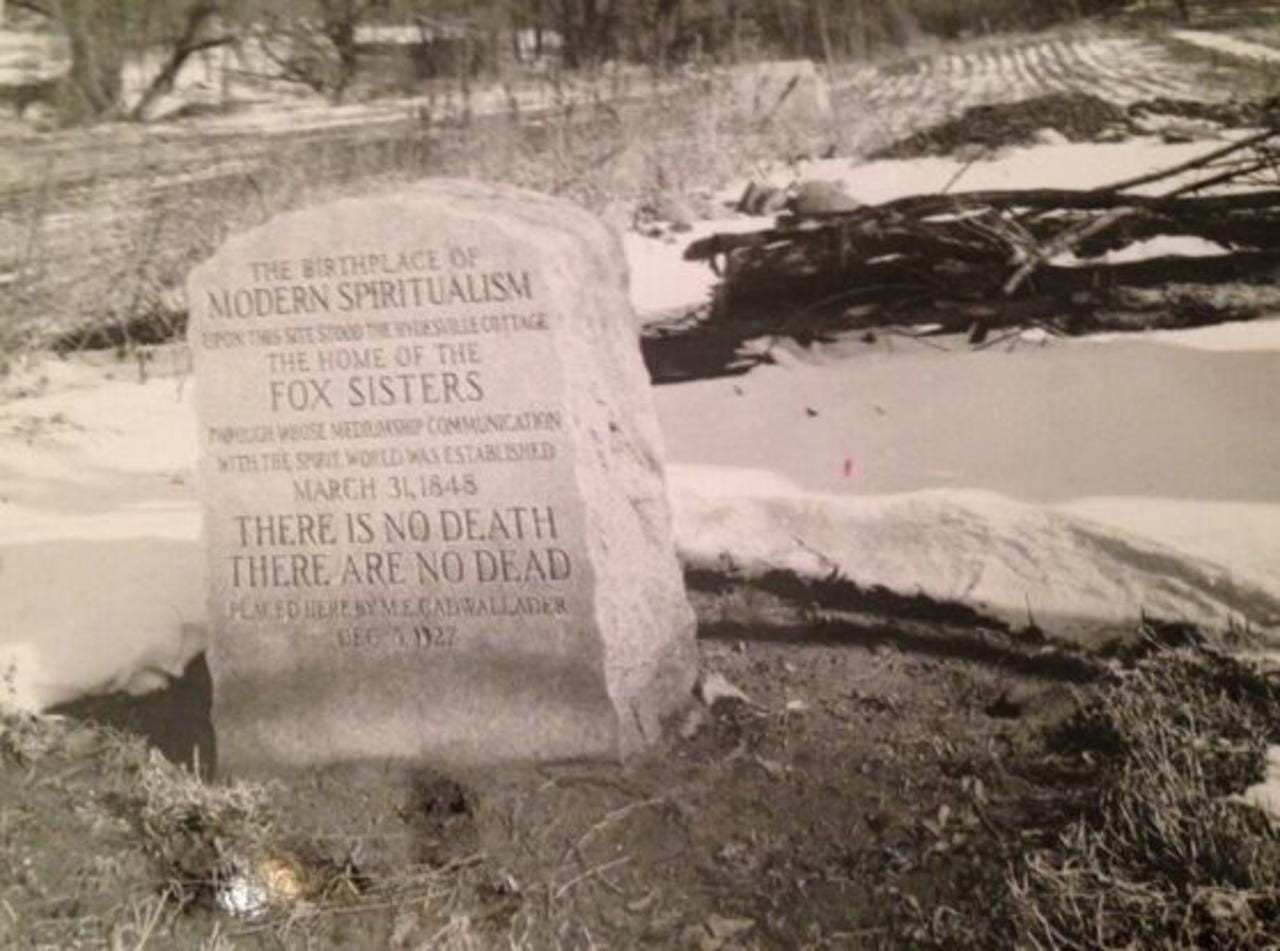 THE BIRTHPLACE OF
MODERN SPIRITUALISM
UPON THIS SITE STOOD THE HYDESVILLE COTTAGE
THE HOME OF THE
FOX SISTERS
THROUGH WHOSE MEDIUMSHIP COMMUNICATION
WITH THE SPIRIT WORLD WAS ESTABLISHED
MARCH 31, 1848
THERE IS NO DEATH
THERE ARE NO DEAD
PLACED HERE BY M.E. CADWALLADER
DEC. 1927